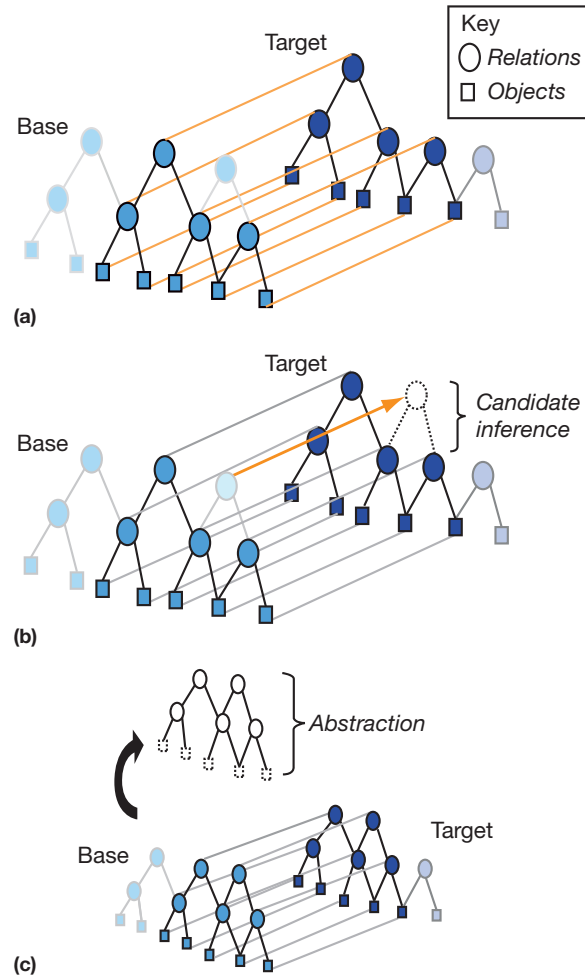 Key
Relations
Objects
Target
Base
(a)
Target
Candidate
inference
Base
(b)
Abstraction
Target
Base
(c)